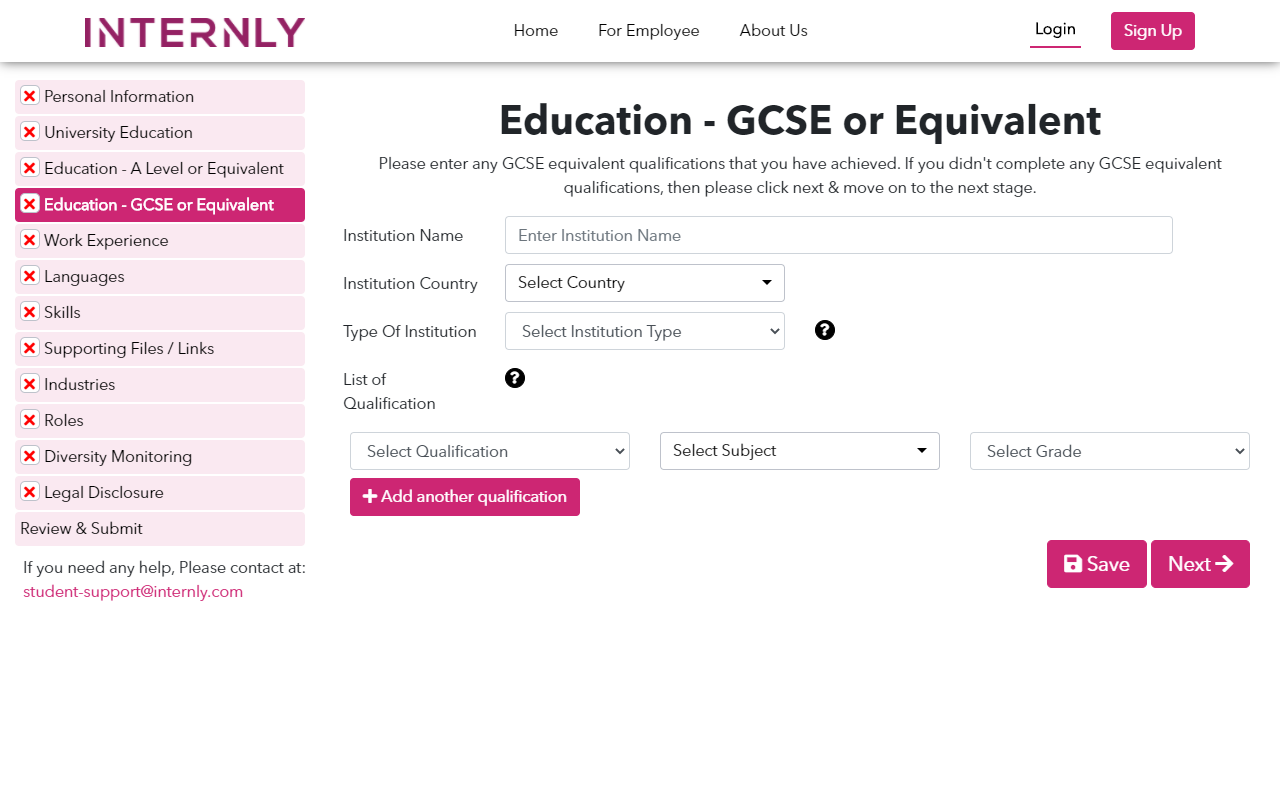 INTERNLY
Home
For Employee
About Us
Login
Sign Up
Personal Information
University Education
Education - A Level or Equivalent
Education - GCSE or Equivalent
Work Experience
Languages
Skills
Supporting Files / Links
Industries
Roles
Diversity Monitoring
Legal Disclosure
Review & Submit
If you need any help, Please contact at:
student-support@internly.com
Education - GCSE or Equivalent
Please enter any GCSE equivalent qualifications that you have achieved. If you didn't complete any GCSE equivalent
qualifications, then please click next & move on to the next stage.
Institution Name
Enter Institution Name
Institution Country
Select Country
Type Of Institution
Select Institution Type
?
List of
Qualification
?
Select Qualification
Select Subject
Select Grade
+ Add another qualification
Save
Next